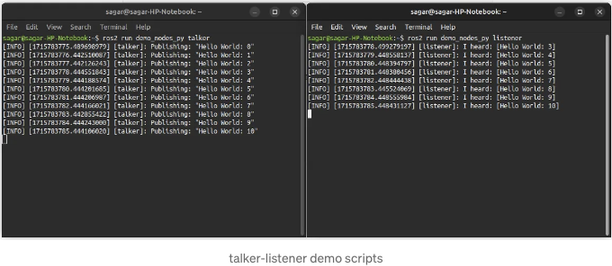 sagar@sagar-HP-Notebook: ~
File Edit View Search Terminal Help
sagar@sagar-HP-Notebook:~$ ros2 run demo_nodes_py talker
[INFO] [1715783775.489698979] [talker]: Publishing: "Hello World: 0"
[INFO] [1715783776.442510087] [talker]: Publishing: "Hello World: 1"
[INFO] [1715783777.442126243] [talker]: Publishing: "Hello World: 2"
[INFO] [1715783778.444551843] [talker]: Publishing: "Hello World: 3"
[INFO] [1715783779.444188574] [talker]: Publishing: "Hello World: 4"
[INFO] [1715783780.444201685] [talker]: Publishing: "Hello World: 5"
[INFO] [1715783781.444206987] [talker]: Publishing: "Hello World: 6"
[INFO] [1715783782.444166021] [talker]: Publishing: "Hello World: 7"
[INFO] [1715783783.442855422] [talker]: Publishing: "Hello World: 8"
[INFO] [1715783784.444243000] [talker]: Publishing: "Hello World: 9"
[INFO] [1715783785.444106020] [talker]: Publishing: "Hello World: 10"
sagar@sagar-HP-Notebook: ~
File Edit View Search Terminal Help
sagar@sagar-HP-Notebook:~$ ros2 run demo_nodes_py listener
[INFO] [1715783778.499279197] [listener]: I heard: [Hello World: 3]
[INFO] [1715783779.448510087] [listener]: I heard: [Hello World: 4]
[INFO] [1715783780.448394797] [listener]: I heard: [Hello World: 5]
[INFO] [1715783781.448380456] [listener]: I heard: [Hello World: 6]
[INFO] [1715783782.448444438] [listener]: I heard: [Hello World: 7]
[INFO] [1715783783.445524069] [listener]: I heard: [Hello World: 8]
[INFO] [1715783784.448555984] [listener]: I heard: [Hello World: 9]
[INFO] [1715783785.448431127] [listener]: I heard: [Hello World: 10]
talker-listener demo scripts